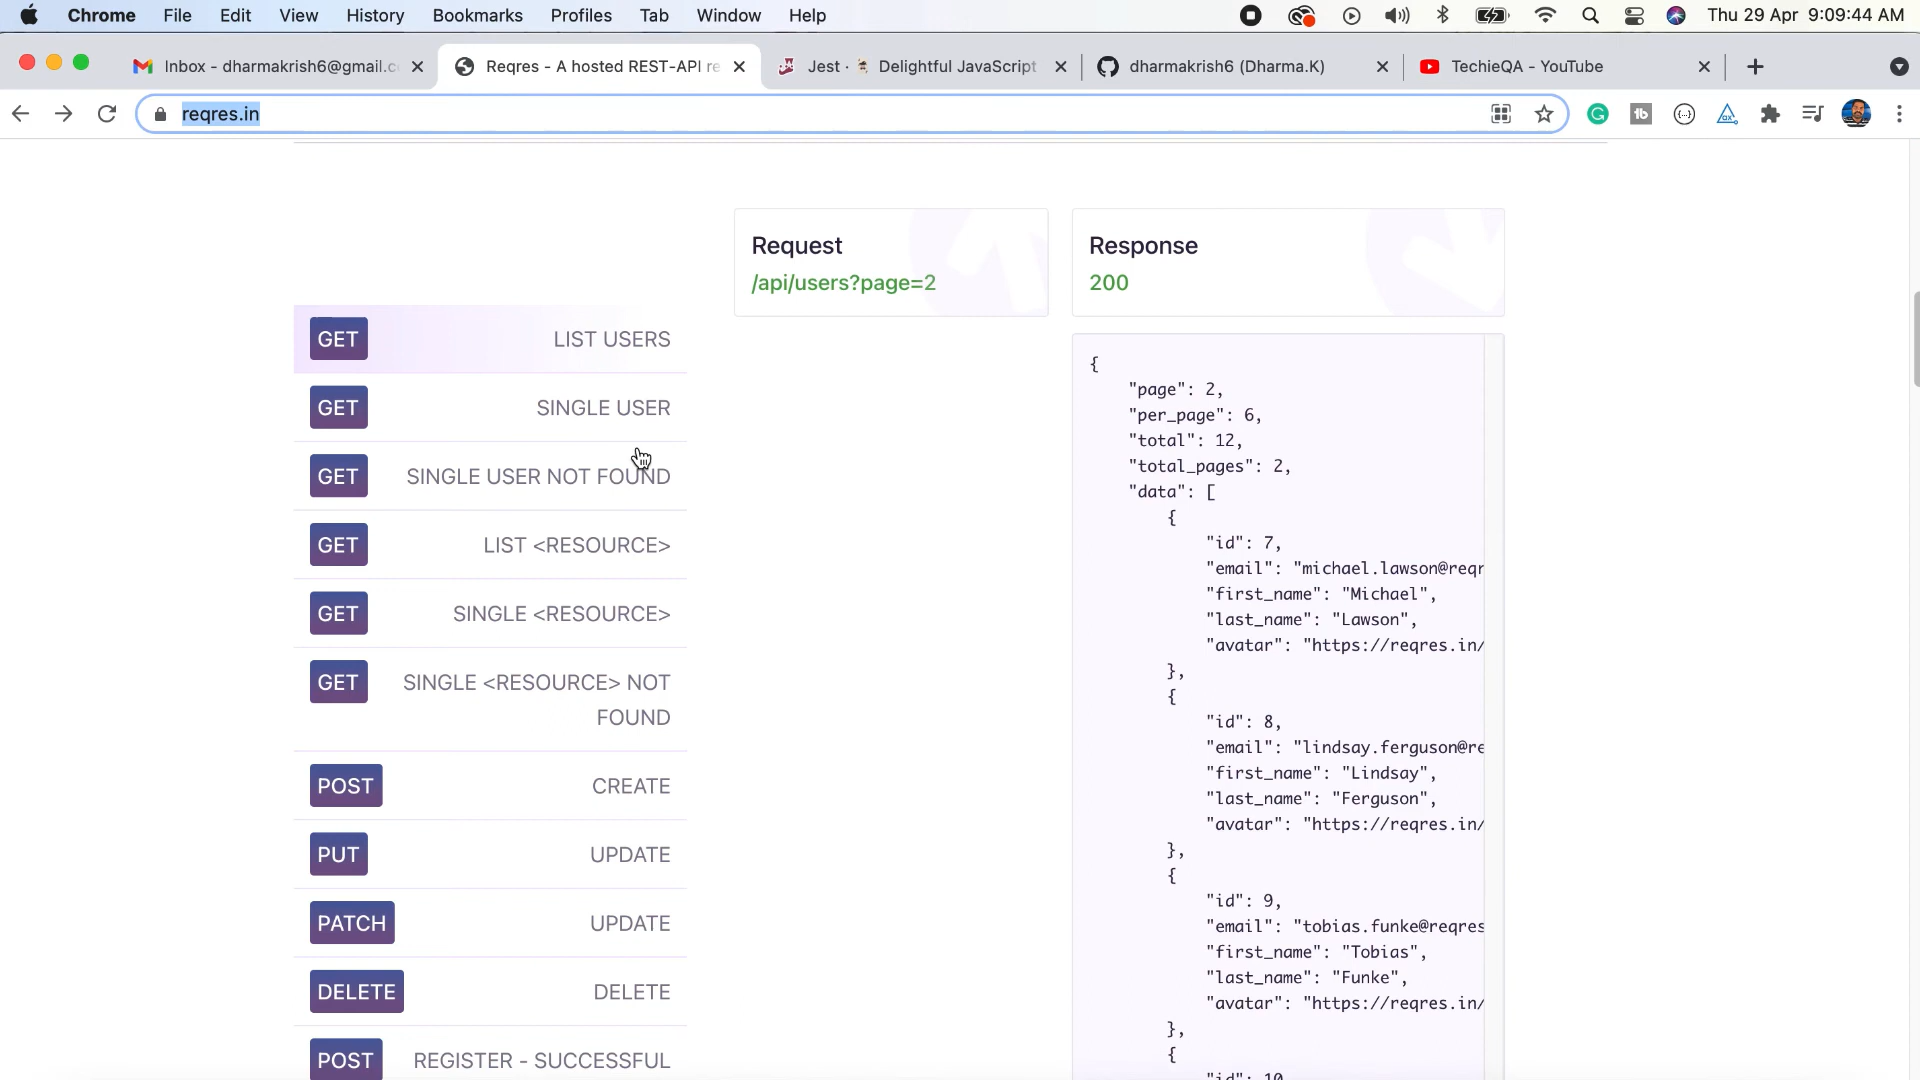 Chrome File Edit View History Bookmarks Profiles Tab Window Help Thu 29 Apr 9:09:44 AM
Inbox - dharmakrish6@gmail.c Reqres - A hosted REST-API re Jest · Delightful JavaScript dharmakrish6 (Dharma.K) TechieQA - YouTube
reqres.in
Request
/api/users?page=2
Response
200
GET LIST USERS
GET SINGLE USER
GET SINGLE USER NOT FOUND
GET LIST <RESOURCE>
GET SINGLE <RESOURCE>
GET SINGLE <RESOURCE> NOT
FOUND
POST CREATE
PUT UPDATE
PATCH UPDATE
DELETE DELETE
POST REGISTER - SUCCESSFUL
{
"page": 2,
"per_page": 6,
"total": 12,
"total_pages": 2,
"data": [
{
"id": 7,
"email": "michael.lawson@reqr
"first_name": "Michael",
"last_name": "Lawson",
"avatar": "https://reqres.in/
},
{
"id": 8,
"email": "lindsay.ferguson@re
"first_name": "Lindsay",
"last_name": "Ferguson",
"avatar": "https://reqres.in/
},
{
"id": 9,
"email": "tobias.funke@reqres
"first_name": "Tobias",
"last_name": "Funke",
"avatar": "https://reqres.in/
},
{
"id": 10